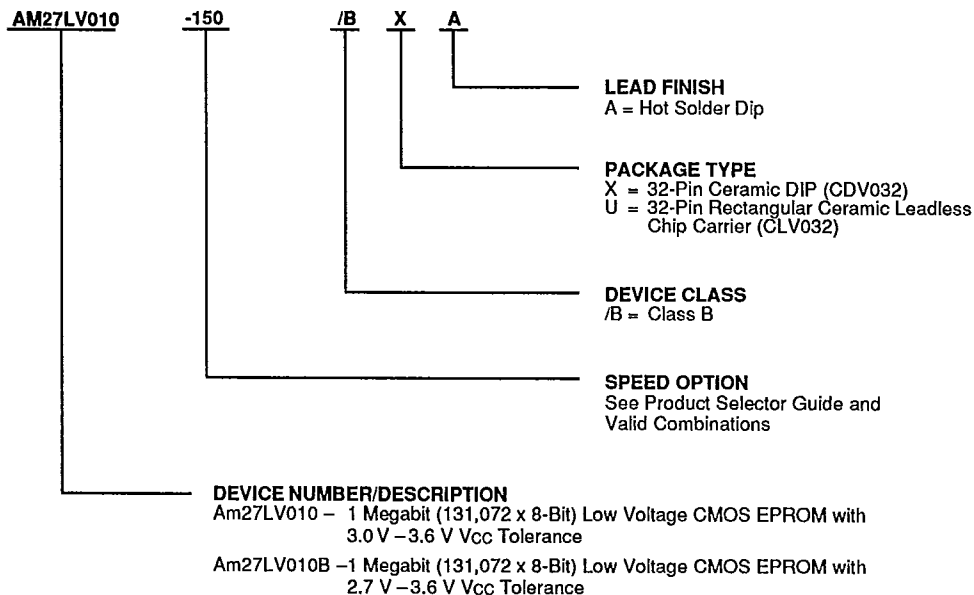 AM27LV010 -150 /B X A
LEAD FINISH
A = Hot Solder Dip
PACKAGE TYPE
X = 32-Pin Ceramic DIP (CDV032)
U = 32-Pin Rectangular Ceramic Leadless
Chip Carrier (CLV032)
DEVICE CLASS
/B = Class B
SPEED OPTION
See Product Selector Guide and
Valid Combinations
DEVICE NUMBER/DESCRIPTION
Am27LV010 – 1 Megabit (131,072 x 8-Bit) Low Voltage CMOS EPROM with
3.0 V –3.6 V VCC Tolerance
Am27LV010B –1 Megabit (131,072 x 8-Bit) Low Voltage CMOS EPROM with
2.7 V –3.6 V VCC Tolerance